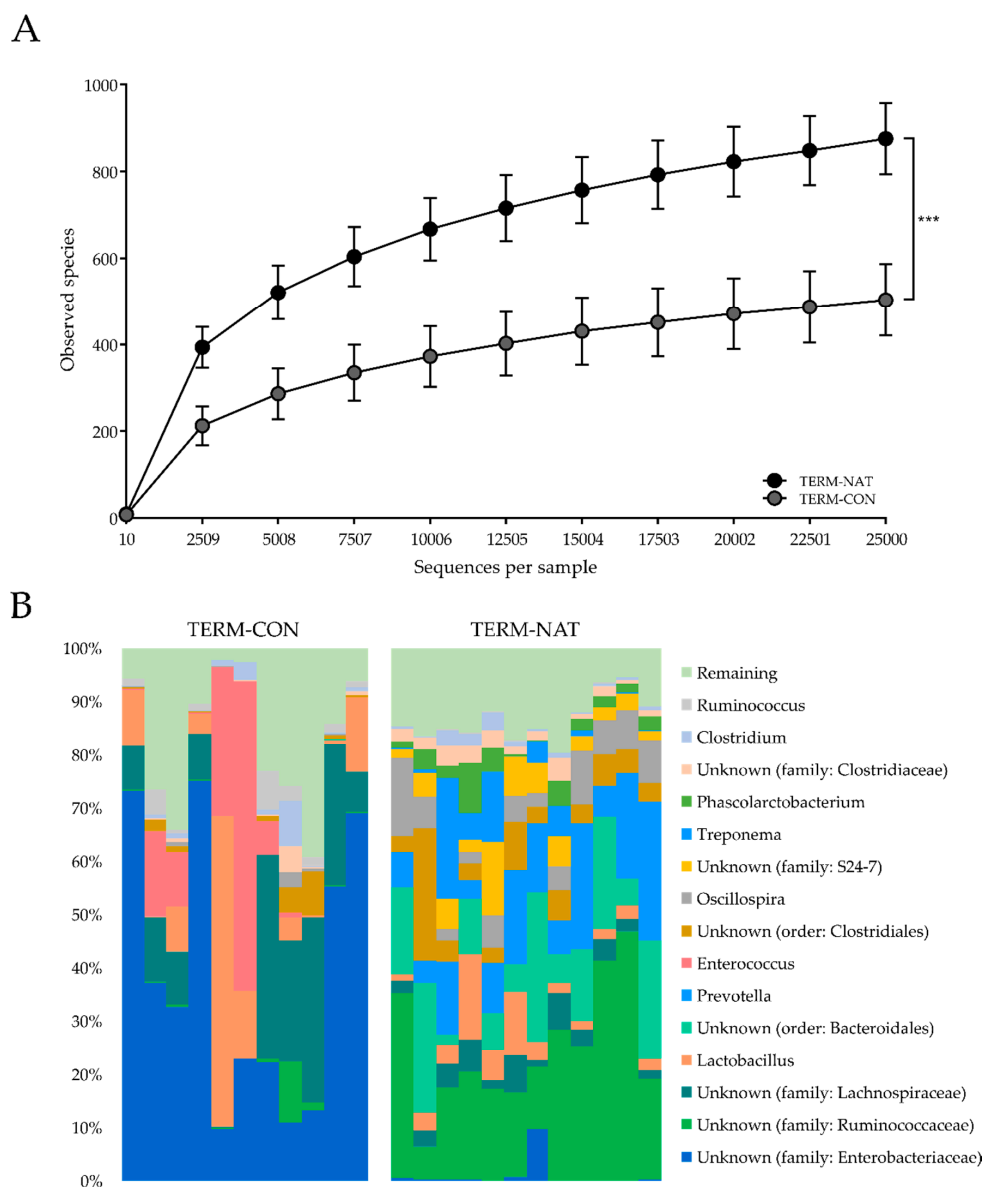 A
1000
800
600
400
200
0
Observed species
***
TERM-NAT
TERM-CON
10 2509 5008 7507 10006 12505 15004 17503 20002 22501 25000
Sequences per sample
B
TERM-CON TERM-NAT
100%
90%
80%
70%
60%
50%
40%
30%
20%
10%
0%
Remaining
Ruminococcus
Clostridium
Unknown (family: Clostridiaceae)
Phascolarctobacterium
Treponema
Unknown (family: S24-7)
Oscillospira
Unknown (order: Clostridiales)
Enterococcus
Prevotella
Unknown (order: Bacteroidales)
Lactobacillus
Unknown (family: Lachnospiraceae)
Unknown (family: Ruminococcaceae)
Unknown (family: Enterobacteriaceae)